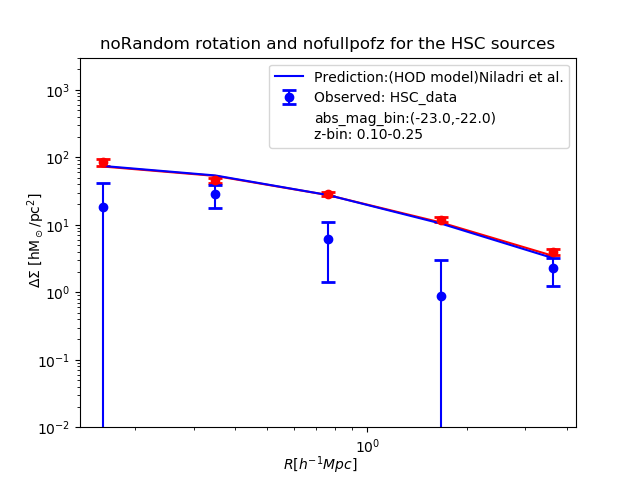 noRandom rotation and nofullpofz for the HSC sources
Prediction:(HOD model)Niladri et al.
Observed: HSC_data
abs_mag_bin:(-23.0,-22.0)
z-bin: 0.10-0.25
10³
10²
10¹
10⁰
10⁻¹
10⁻²
ΔΣ [hM⊙/pc²]
10⁰
R[h⁻¹Mpc]